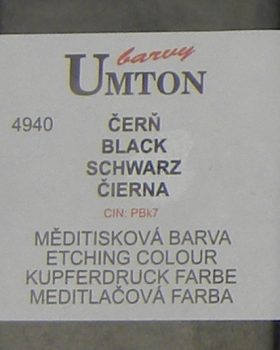 barvy
UMTON
4940
ČERŇ
BLACK
SCHWARZ
ČIERNA
CIN: PBk7
MĚDITISKOVÁ BARVA
ETCHING COLOUR
KUPFERDRUCK FARBE
MEDITLAČOVÁ FARBA